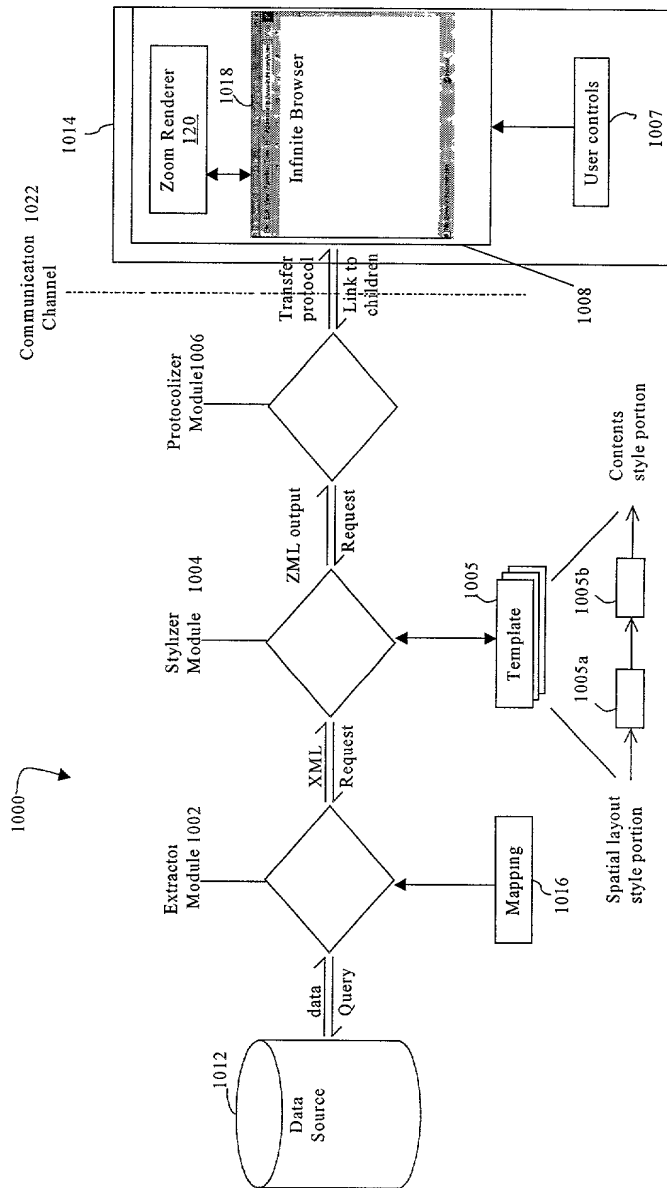 1000
Communication 1022
Channel
1014
Zoom Renderer
120
1018
Infinite Browser
User controls
1007
1008
Transfer
protocol
Link to
children
Protocolizer
Module1006
ZML output
Request
Stylizer 1004
Module
XML
Request
Extractor
Module 1002
data
Query
1012
Data
Source
Mapping
1016
1005
Template
1005a
1005b
Spatial layout
style portion
Contents
style portion